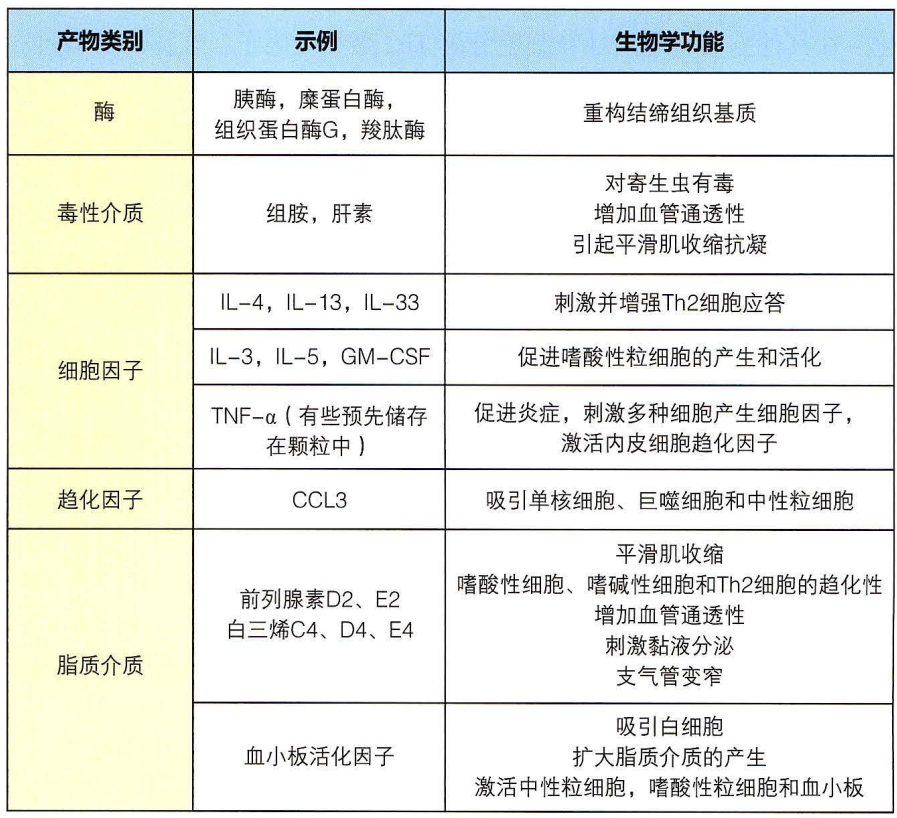 产物类别 示例 生物学功能
酶
胰酶，糜蛋白酶，
组织蛋白酶G，羧肽酶
重构结缔组织基质
毒性介质
组胺，肝素
对寄生虫有毒
增加血管通透性
引起平滑肌收缩抗凝
细胞因子
IL-4，IL-13，IL-33
刺激并增强Th2细胞应答
IL-3，IL-5，GM-CSF
促进嗜酸性粒细胞的产生和活化
TNF-α（有些预先储存
在颗粒中）
促进炎症，刺激多种细胞产生细胞因子，
激活内皮细胞趋化因子
趋化因子
CCL3
吸引单核细胞、巨噬细胞和中性粒细胞
脂质介质
前列腺素D2、E2
白三烯C4、D4、E4
平滑肌收缩
嗜酸性细胞、嗜碱性细胞和Th2细胞的趋化性
增加血管通透性
刺激黏液分泌
支气管变窄
血小板活化因子
吸引白细胞
扩大脂质介质的产生
激活中性粒细胞，嗜酸性粒细胞和血小板